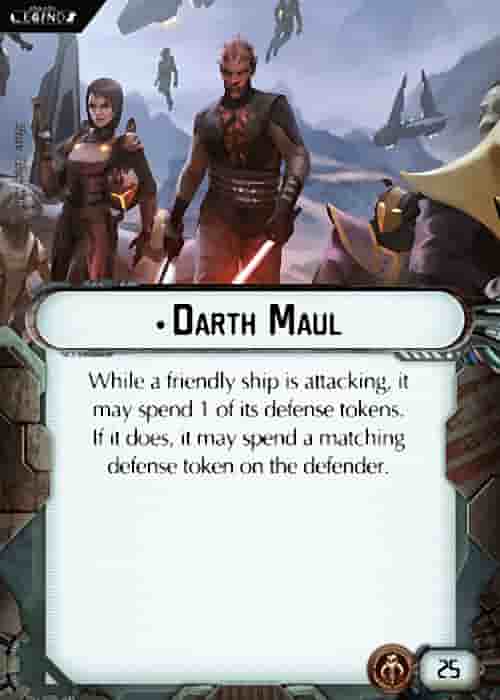 LEGENDS
• DARTH MAUL
While a friendly ship is attacking, it
may spend 1 of its defense tokens.
If it does, it may spend a matching
defense token on the defender.
25